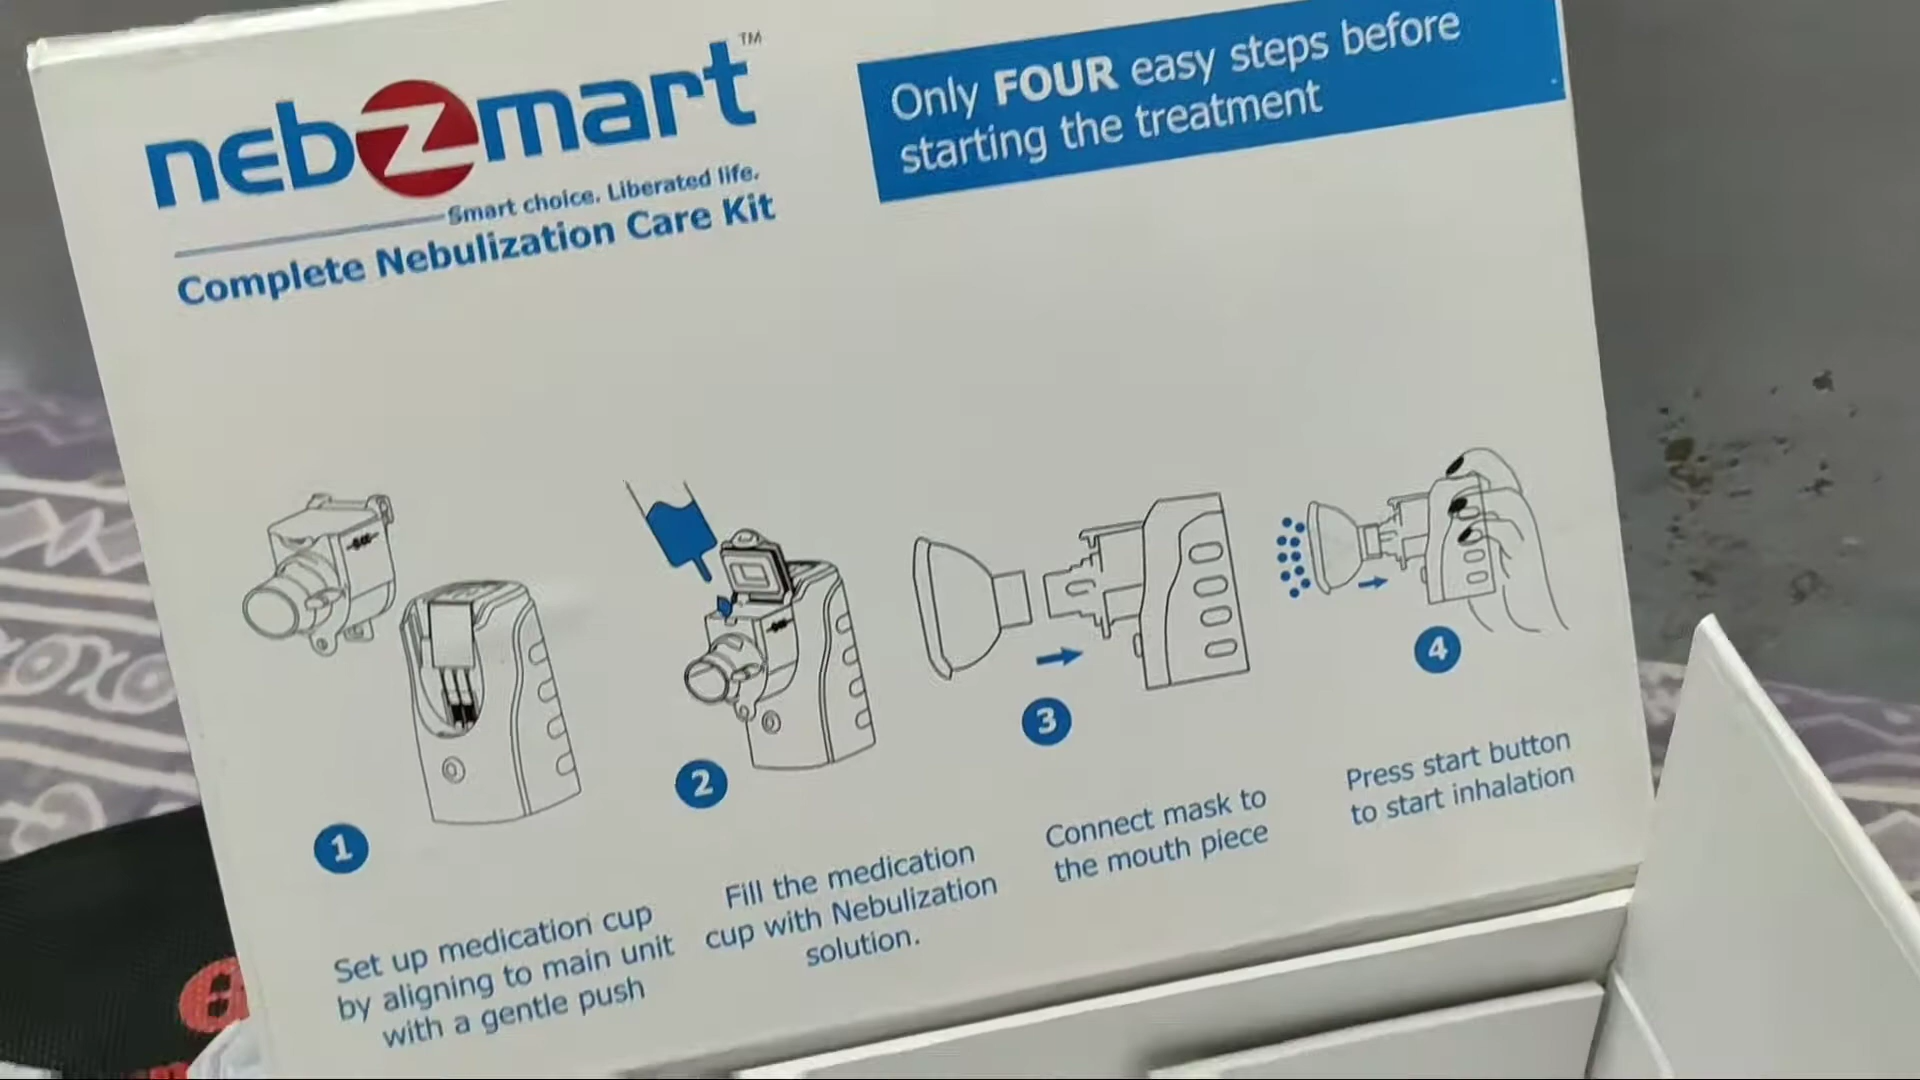 nebzmart™
Smart choice. Liberated life.
Complete Nebulization Care Kit
Only FOUR easy steps before
starting the treatment
1
Set up medication cup
by aligning to main unit
with a gentle push
2
Fill the medication
cup with Nebulization
solution.
3
Connect mask to
the mouth piece
4
Press start button
to start inhalation